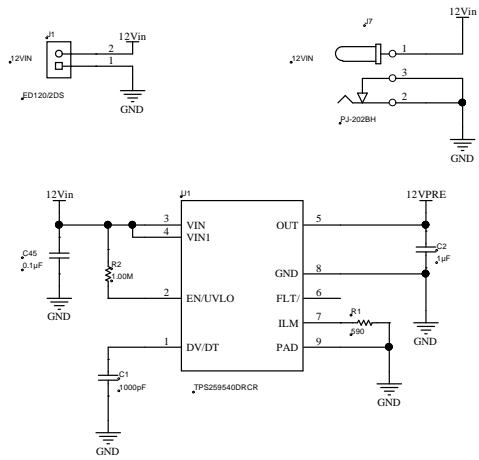 J1
12Vin
12VIN
2
1
ED120/2DS
GND
J7
12Vin
12VIN
1
3
2
PJ-202BH
GND
12Vin
U1
12VPRE
3 VIN
4 VIN1
OUT 5
C45
0.1µF
R2
1.00M
C2
1µF
GND 8
2 EN/UVLO
FLT/ 6
GND
ILM 7
R1
590
GND
1 DV/DT
PAD 9
C1
1000pF
TPS259540DRCR
GND
GND